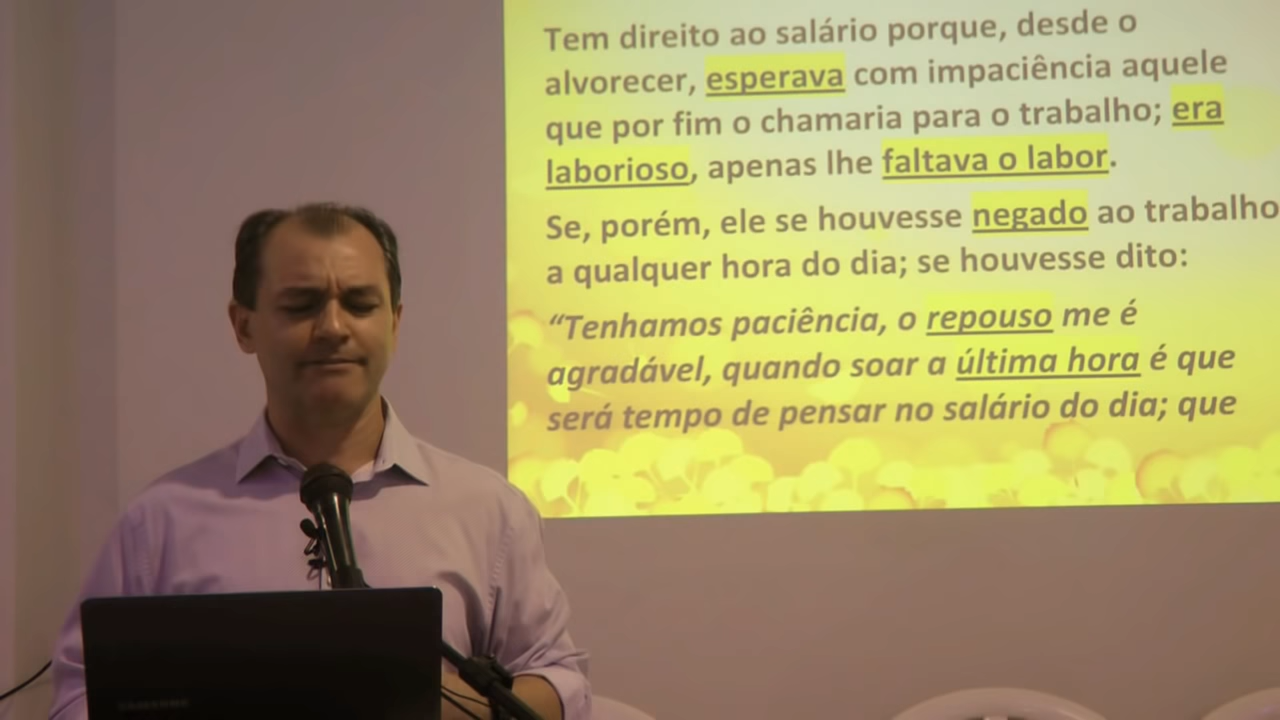 Tem direito ao salário porque, desde o
alvorecer, esperava com impaciência aquele
que por fim o chamaria para o trabalho; era
laborioso, apenas lhe faltava o labor.
Se, porém, ele se houvesse negado ao trabalho
a qualquer hora do dia; se houvesse dito:
“Tenhamos paciência, o repouso me é
agradável, quando soar a última hora é que
será tempo de pensar no salário do dia; que
SAMSUNG